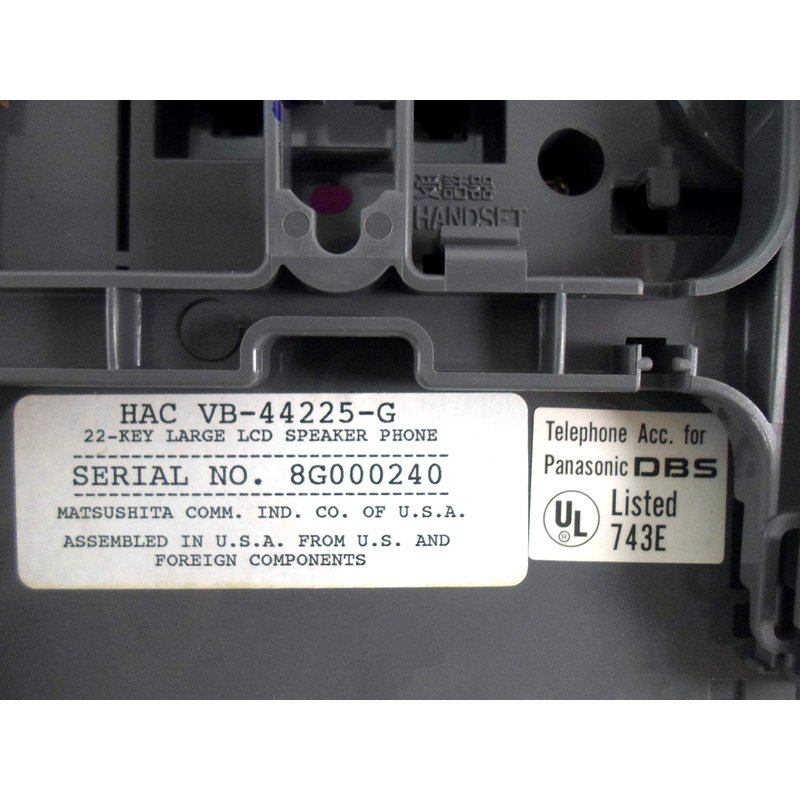 受話器
HANDSET
HAC VB-44225-G
22-KEY LARGE LCD SPEAKER PHONE
SERIAL NO. 8G000240
MATSUSHITA COMM. IND. CO. OF U.S.A.
ASSEMBLED IN U.S.A. FROM U.S. AND
FOREIGN COMPONENTS
Telephone Acc. for
Panasonic DBS
UL ®
Listed
743E